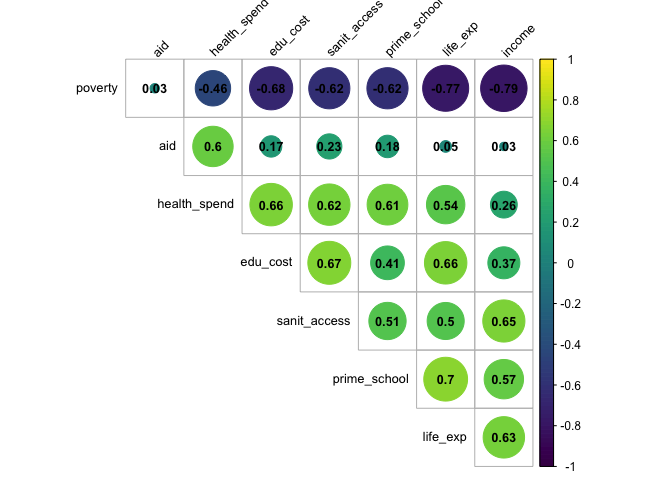 aid health_spend edu_cost sanit_access prime_school life_exp income
poverty 0.03 -0.46 -0.68 -0.62 -0.62 -0.77 -0.79
aid 0.6 0.17 0.23 0.18 0.05 0.03
health_spend 0.66 0.62 0.61 0.54 0.26
edu_cost 0.67 0.41 0.66 0.37
sanit_access 0.51 0.5 0.65
prime_school 0.7 0.57
life_exp 0.63
1
0.8
0.6
0.4
0.2
0
-0.2
-0.4
-0.6
-0.8
-1